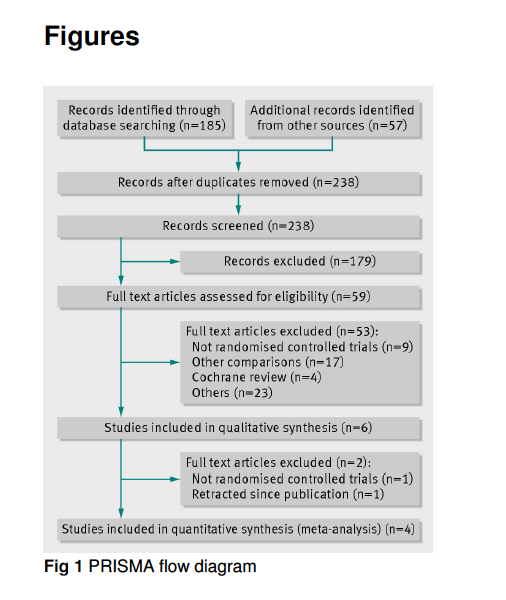 Figures
Records identified through
database searching (n=185)
Additional records identified
from other sources (n=57)
Records after duplicates removed (n=238)
Records screened (n=238)
Records excluded (n=179)
Full text articles assessed for eligibility (n=59)
Full text articles excluded (n=53):
Not randomised controlled trials (n=9)
Other comparisons (n=17)
Cochrane review (n=4)
Others (n=23)
Studies included in qualitative synthesis (n=6)
Full text articles excluded (n=2):
Not randomised controlled trials (n=1)
Retracted since publication (n=1)
Studies included in quantitative synthesis (meta-analysis) (n=4)
Fig 1 PRISMA flow diagram